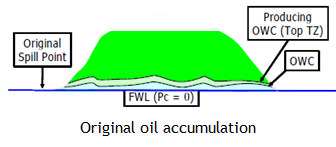 Producing
OWC (Top TZ)
Original
Spill Point
OWC
FWL (Pc = 0)
Original oil accumulation